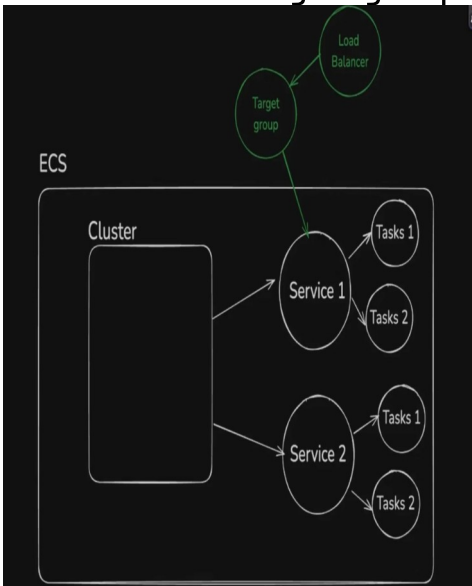 Load
Balancer
Target
group
ECS
Cluster
Tasks 1
Service 1
Tasks 2
Tasks 1
Service 2
Tasks 2